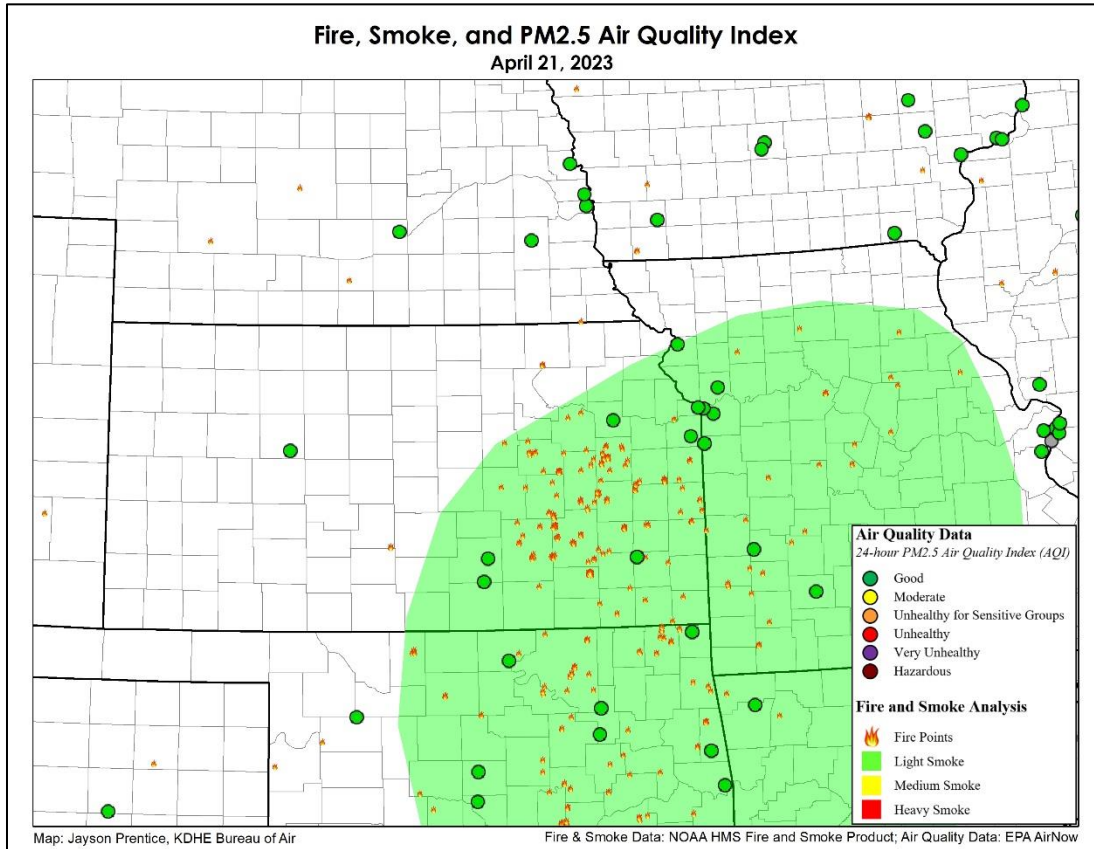 Fire, Smoke, and PM2.5 Air Quality Index
April 21, 2023
Air Quality Data
24-hour PM2.5 Air Quality Index (AQI)
Good
Moderate
Unhealthy for Sensitive Groups
Unhealthy
Very Unhealthy
Hazardous
Fire and Smoke Analysis
Fire Points
Light Smoke
Medium Smoke
Heavy Smoke
Map: Jayson Prentice, KDHE Bureau of Air
Fire & Smoke Data: NOAA HMS Fire and Smoke Product; Air Quality Data: EPA AirNow